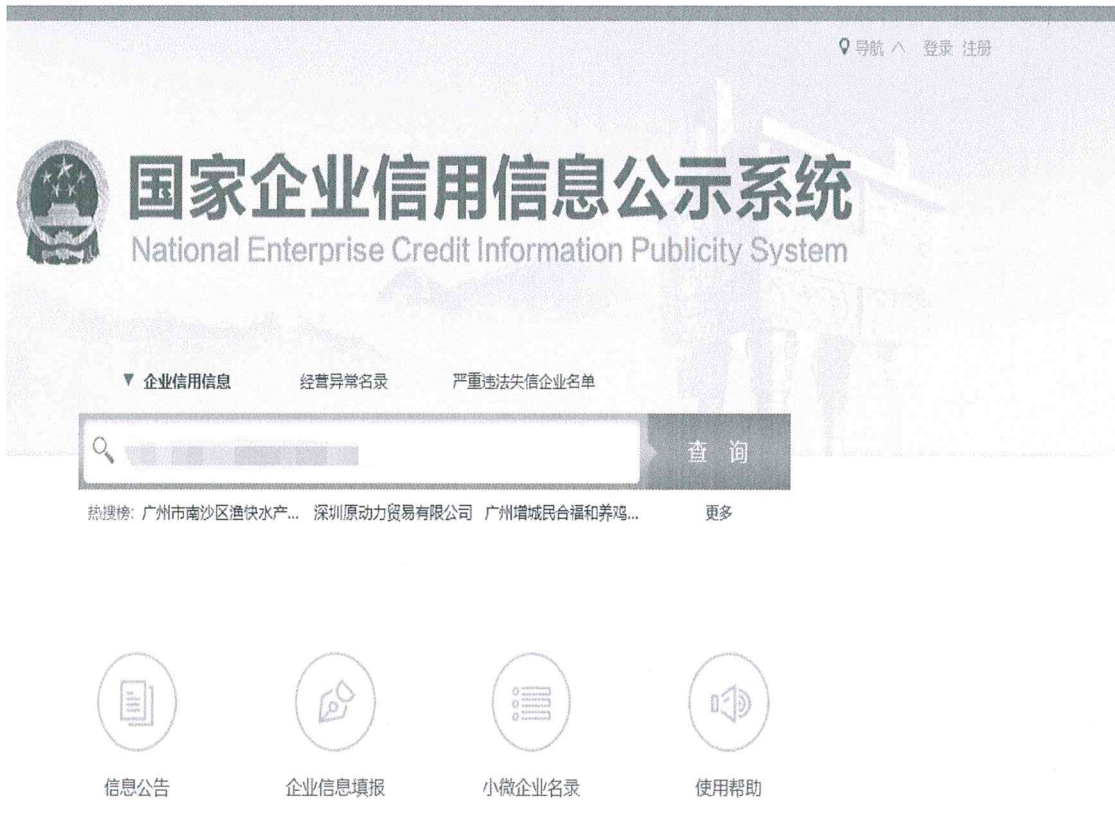 导航 へ 登录 注册
国家企业信用信息公示系统
National Enterprise Credit Information Publicity System
▼ 企业信用信息 经营异常名录 严重违法失信企业名单
查 询
热搜榜: 广州市南沙区渔快水产... 深圳原动力贸易有限公司 广州增城民合福和养鸡... 更多
信息公告 企业信息填报 小微企业名录 使用帮助